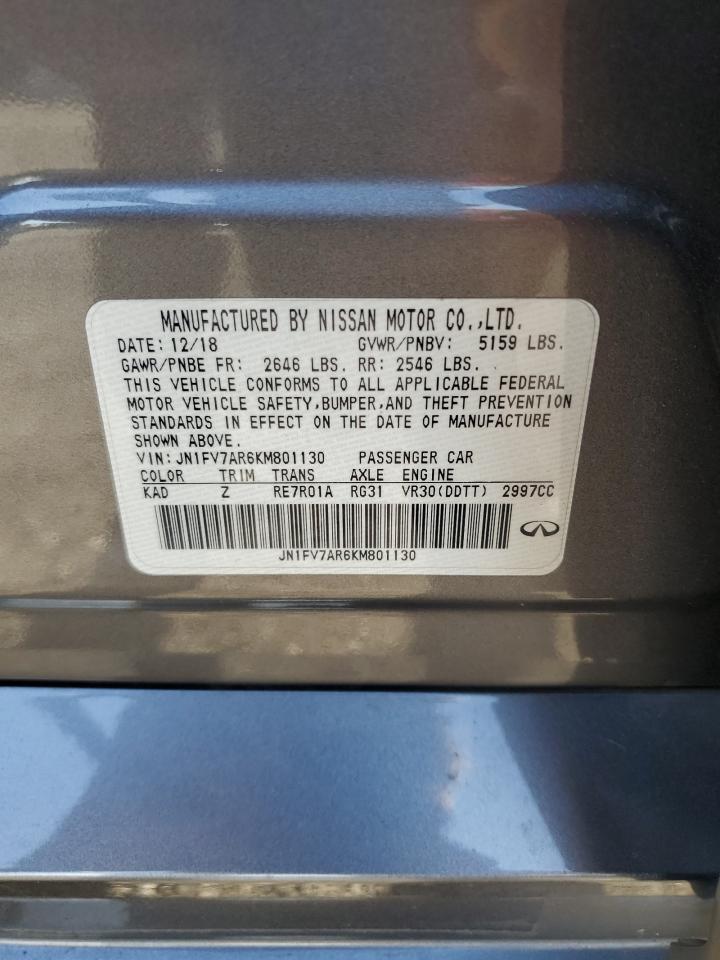 MANUFACTURED BY NISSAN MOTOR CO.,LTD.
DATE: 12/18 GVWR/PNBV: 5159 LBS.
GAWR/PNBE FR: 2646 LBS. RR: 2546 LBS.
THIS VEHICLE CONFORMS TO ALL APPLICABLE FEDERAL
MOTOR VEHICLE SAFETY,BUMPER,AND THEFT PREVENTION
STANDARDS IN EFFECT ON THE DATE OF MANUFACTURE
SHOWN ABOVE.
VIN: JN1FV7AR6KM801130 PASSENGER CAR
COLOR TRIM TRANS AXLE ENGINE
KAD Z RE7R01A RG31 VR30(DDTT) 2997CC
JN1FV7AR6KM801130